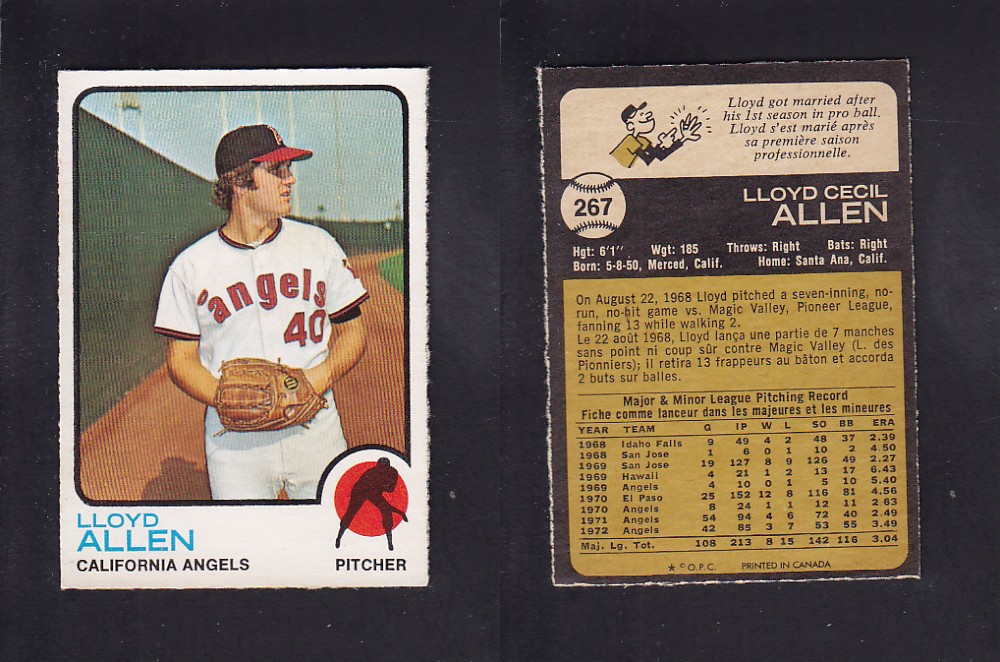 angels
40
LLOYD
ALLEN
CALIFORNIA ANGELS
PITCHER
Lloyd got married after
his 1st season in pro ball.
Lloyd s'est marié après
sa première saison
professionnelle.
267
LLOYD CECIL
ALLEN
Hgt: 6'1" Wgt: 185 Throws: Right Bats: Right
Born: 5-8-50, Merced, Calif. Home: Santa Ana, Calif.
On August 22, 1968 Lloyd pitched a seven-inning, no-
run, no-hit game vs. Magic Valley, Pioneer League,
fanning 13 while walking 2.
Le 22 août 1968, Lloyd lança une partie de 7 manches
sans point ni coup sûr contre Magic Valley (L. des
Pionniers); il retira 13 frappeurs au bâton et accorda
2 buts sur balles.
Major & Minor League Pitching Record
Fiche comme lanceur dans les majeures et les mineures
YEAR TEAM G IP W L SO BB ERA
1968 Idaho Falls 9 49 4 2 48 37 2.39
1968 San Jose 1 6 0 1 10 2 4.50
1969 San Jose 19 127 8 9 126 49 2.27
1969 Hawaii 4 21 1 2 13 17 6.43
1969 Angels 4 10 0 1 5 10 5.40
1970 El Paso 25 152 12 8 116 81 4.56
1970 Angels 8 24 1 1 12 11 2.63
1971 Angels 54 94 4 6 72 40 2.49
1972 Angels 42 85 3 7 53 55 3.49
Maj. Lg. Tot. 108 213 8 15 142 116 3.04
★ © O.P.C. PRINTED IN CANADA